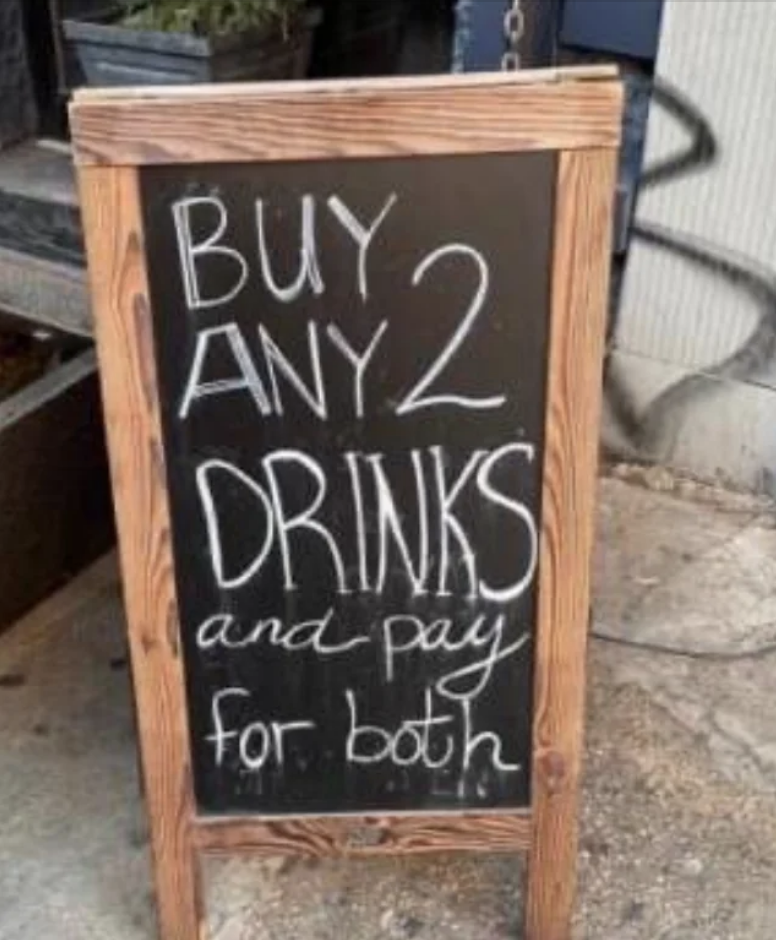 BUY
ANY 2
DRINKS
and pay
for both